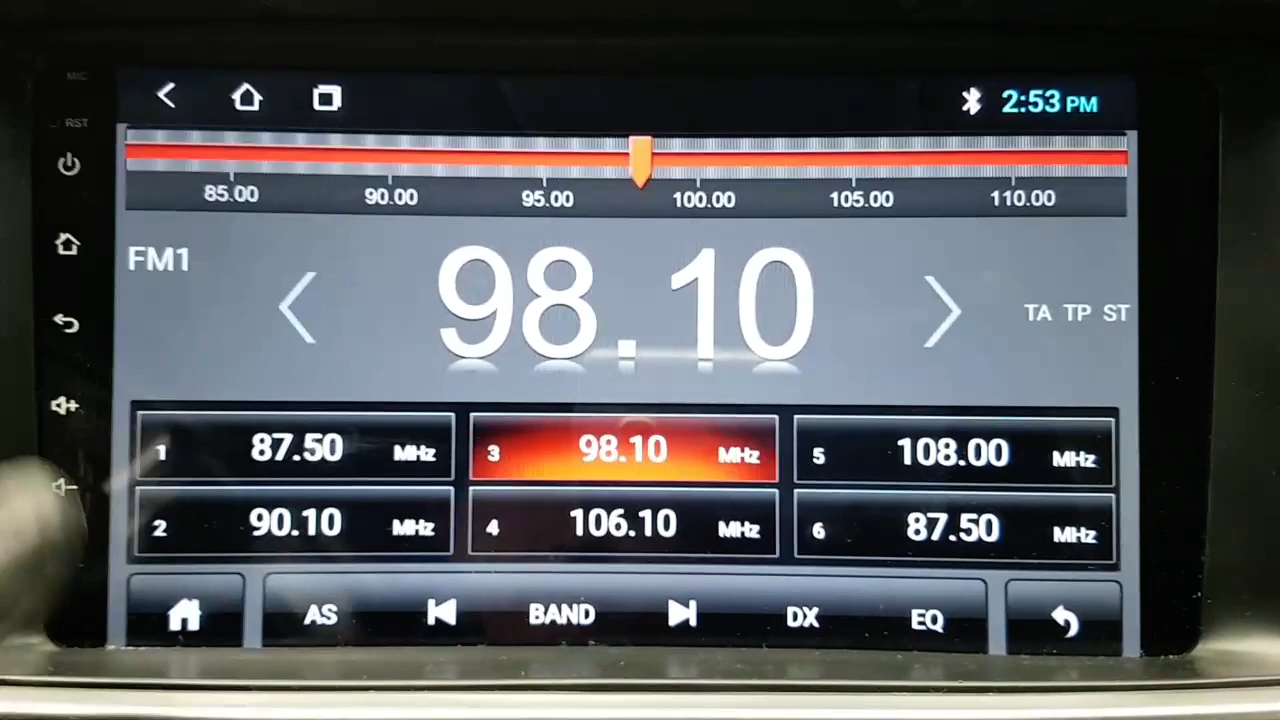 MIC
2:53 PM
RST
85.00 90.00 95.00 100.00 105.00 110.00
FM1
98.10
TA TP ST
1 87.50 MHz
3 98.10 MHz
5 108.00 MHz
2 90.10 MHz
4 106.10 MHz
6 87.50 MHz
AS BAND DX EQ